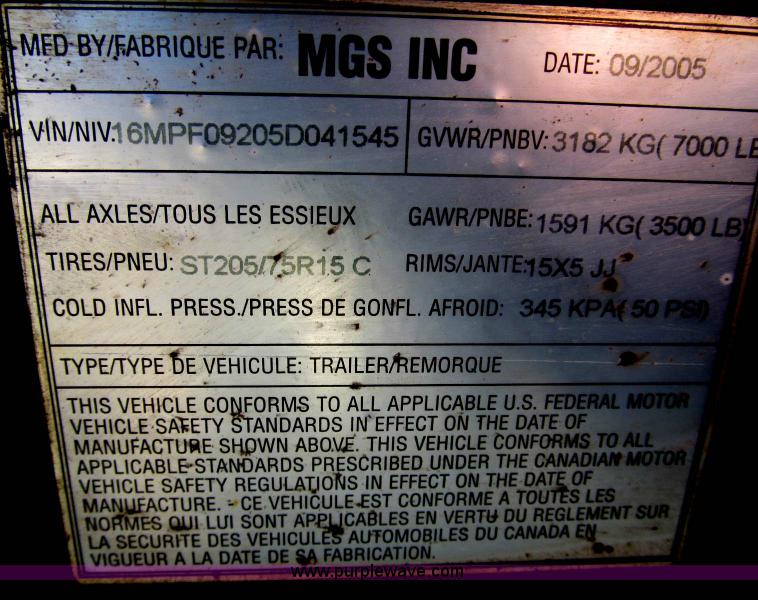 MFD BY/FABRIQUE PAR: MGS INC DATE: 09/2005
VIN/NIV:16MPF09205D041545 GVWR/PNBV: 3182 KG( 7000 LB
ALL AXLES/TOUS LES ESSIEUX GAWR/PNBE: 1591 KG( 3500 LB)
TIRES/PNEU: ST205/75R15 C RIMS/JANTE:15X5 JJ
COLD INFL. PRESS./PRESS DE GONFL. AFROID: 345 KPA( 50 PSI)
TYPE/TYPE DE VEHICULE: TRAILER/REMORQUE
THIS VEHICLE CONFORMS TO ALL APPLICABLE U.S. FEDERAL MOTOR
VEHICLE SAFETY STANDARDS IN EFFECT ON THE DATE OF
MANUFACTURE SHOWN ABOVE. THIS VEHICLE CONFORMS TO ALL
APPLICABLE STANDARDS PRESCRIBED UNDER THE CANADIAN MOTOR
VEHICLE SAFETY REGULATIONS IN EFFECT ON THE DATE OF
MANUFACTURE. - CE VEHICULE EST CONFORME A TOUTES LES
NORMES QUI LUI SONT APPLICABLES EN VERTU DU REGLEMENT SUR
LA SECURITE DES VEHICULES AUTOMOBILES DU CANADA EN
VIGUEUR A LA DATE DE SA FABRICATION.
www.purplewave.com